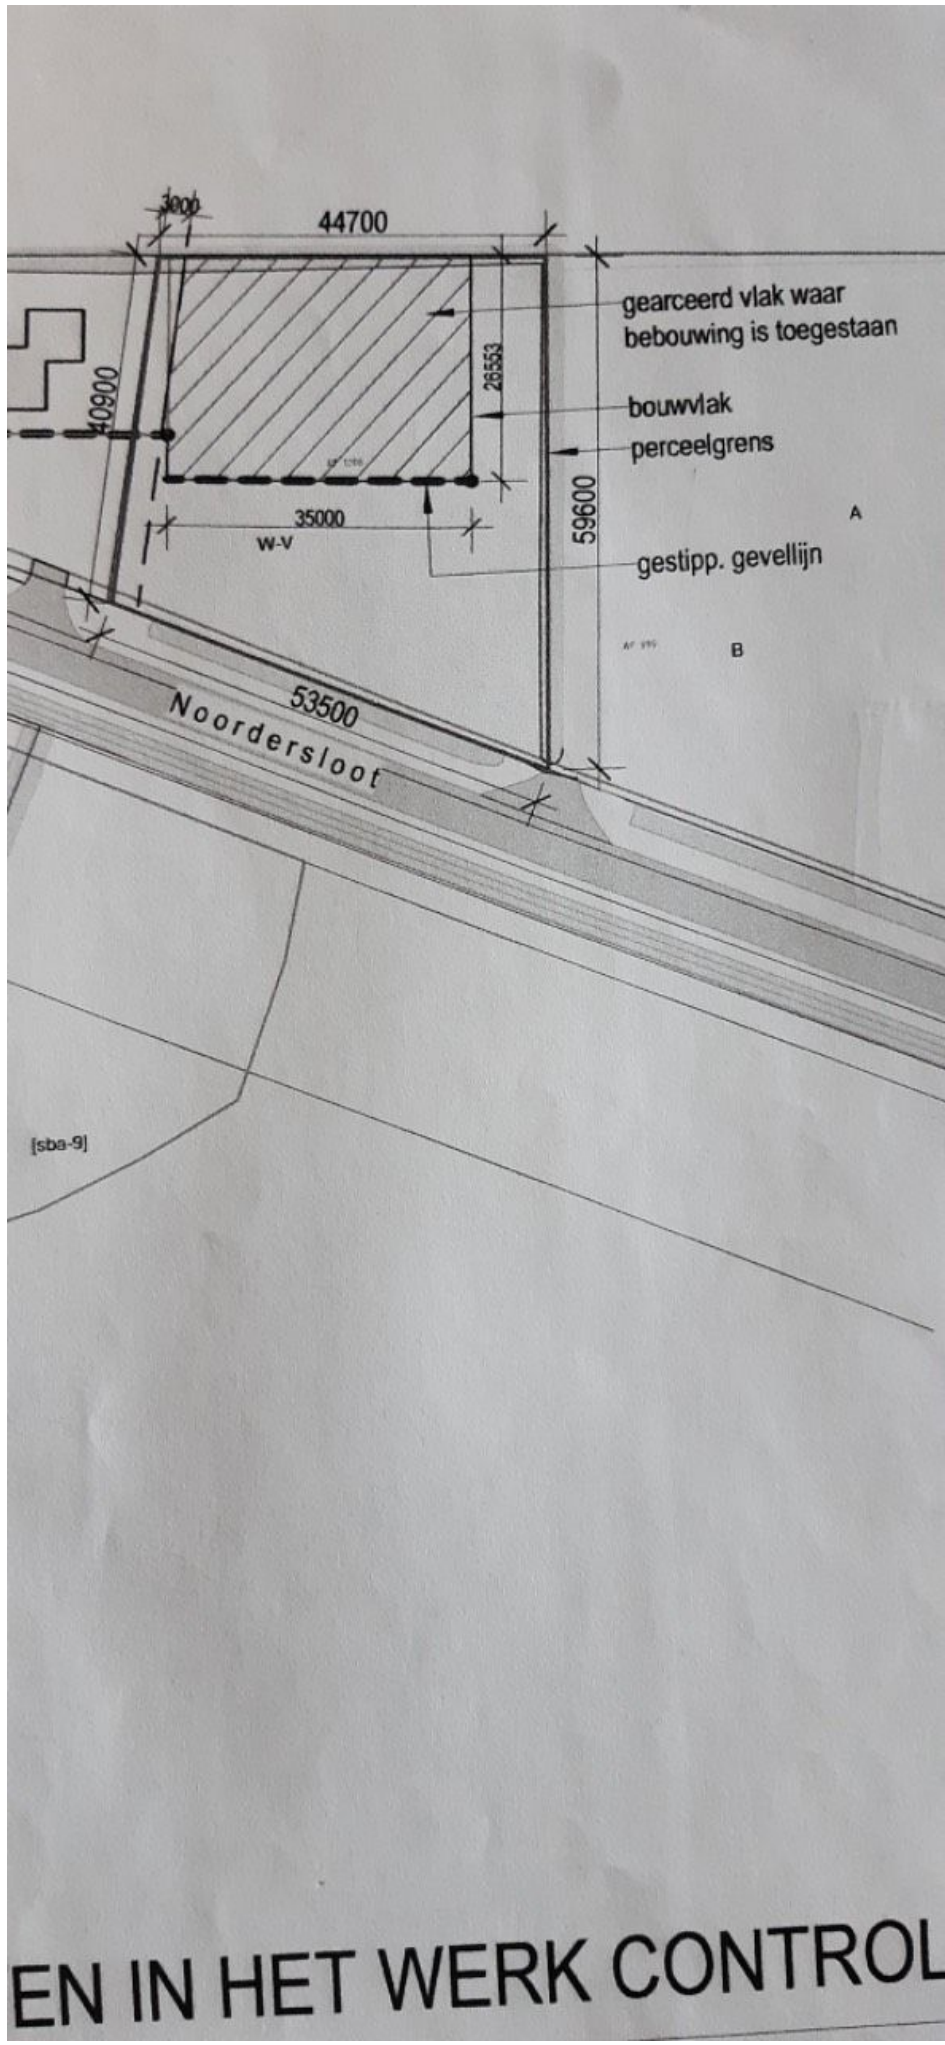 3000
44700
gearceerd vlak waar
bebouwing is toegestaan
26553
40900
bouwvlak
perceelgrens
35000
W-V
59600
A
gestipp. gevellijn
B
53500
Noordersloot
[sba-9]
EN IN HET WERK CONTROL